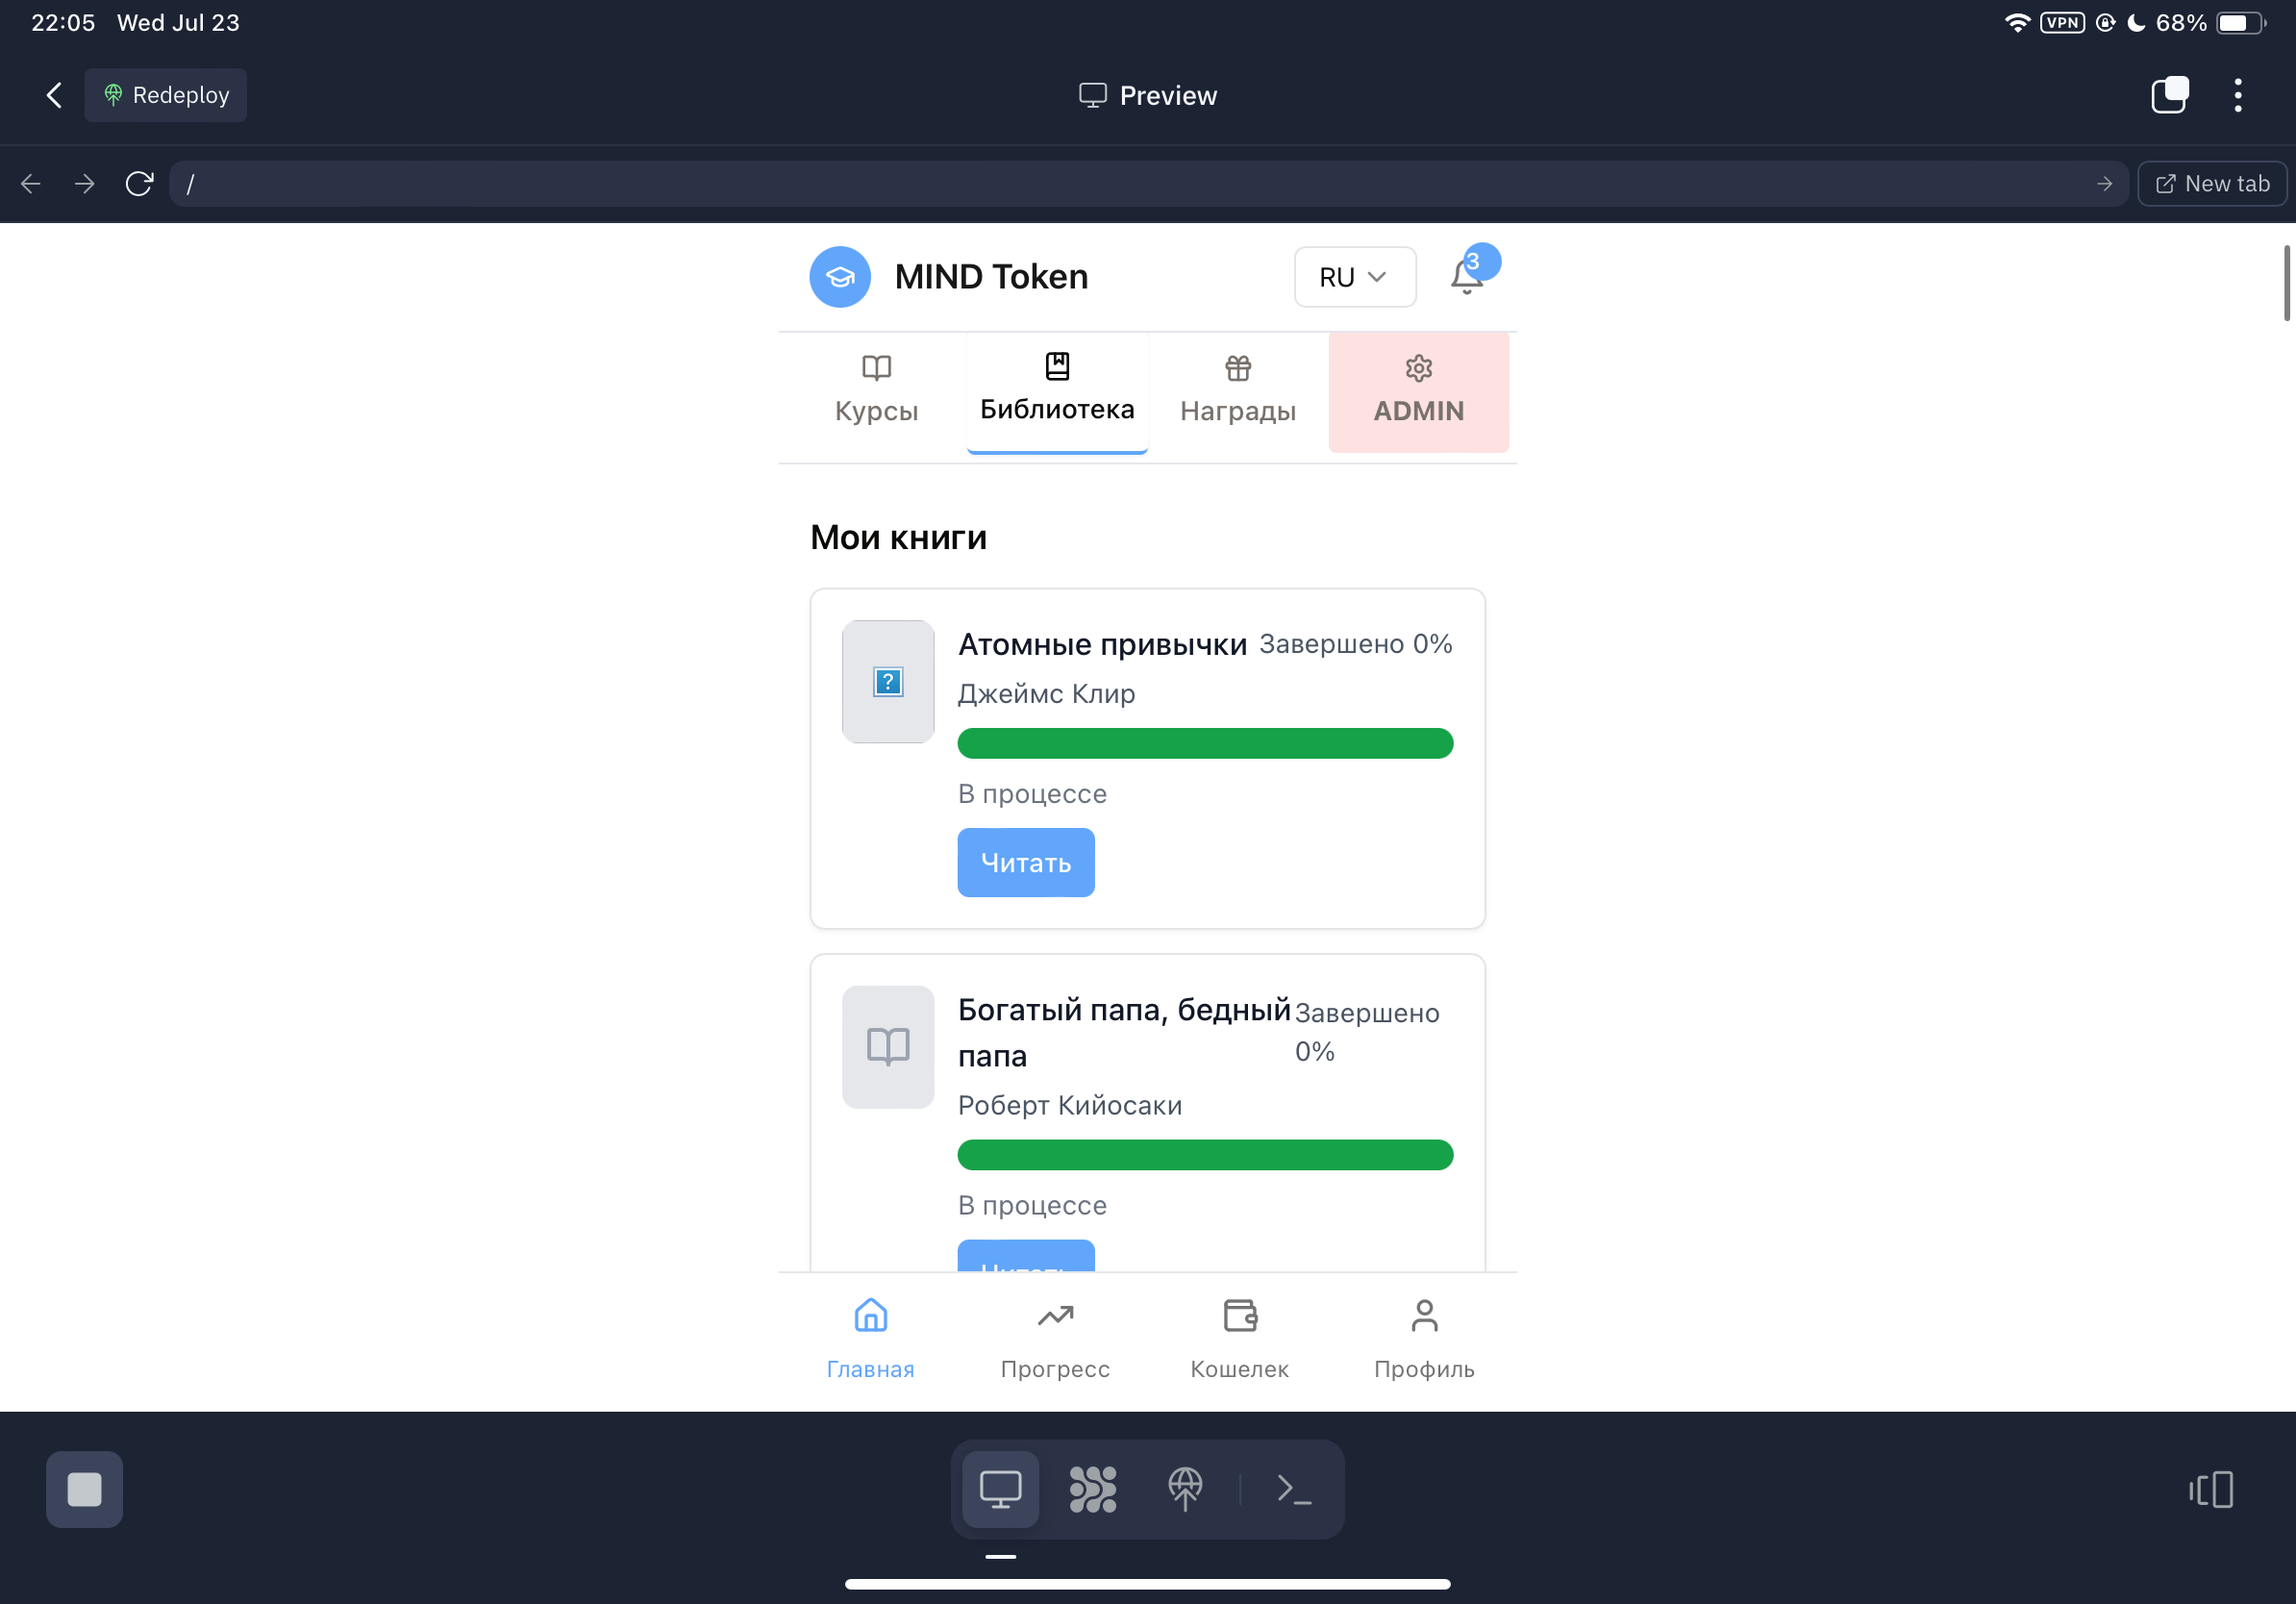 22:05 Wed Jul 23
VPN 68%
Redeploy
Preview
/
New tab
MIND Token
RU
3
Курсы
Библиотека
Награды
ADMIN
Мои книги
?
Атомные привычки
Завершено 0%
Джеймс Клир
В процессе
Читать
Богатый папа, бедный
папа
Завершено
0%
Роберт Кийосаки
В процессе
Читать
Главная
Прогресс
Кошелек
Профиль